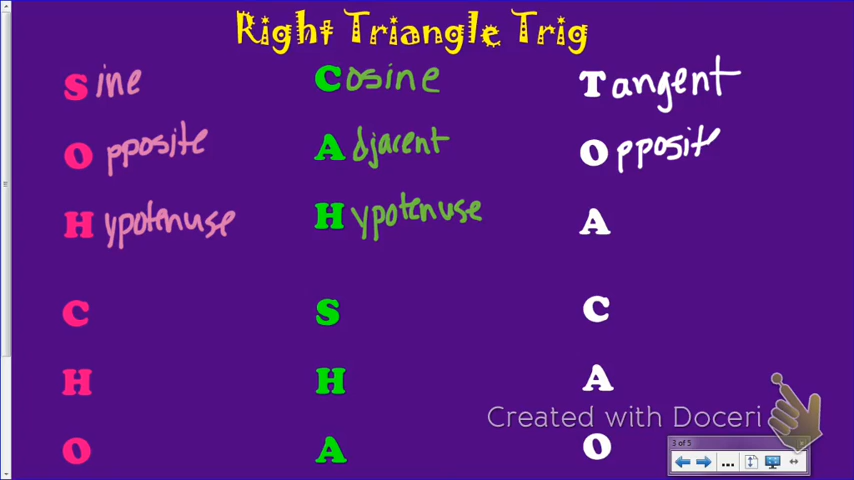 Right Triangle Trig
Sine Cosine Tangent
Opposite Adjacent Opposit
Hypotenuse Hypotenuse A
C S C
H H A
Created with Doceri
3 of 5
O A O